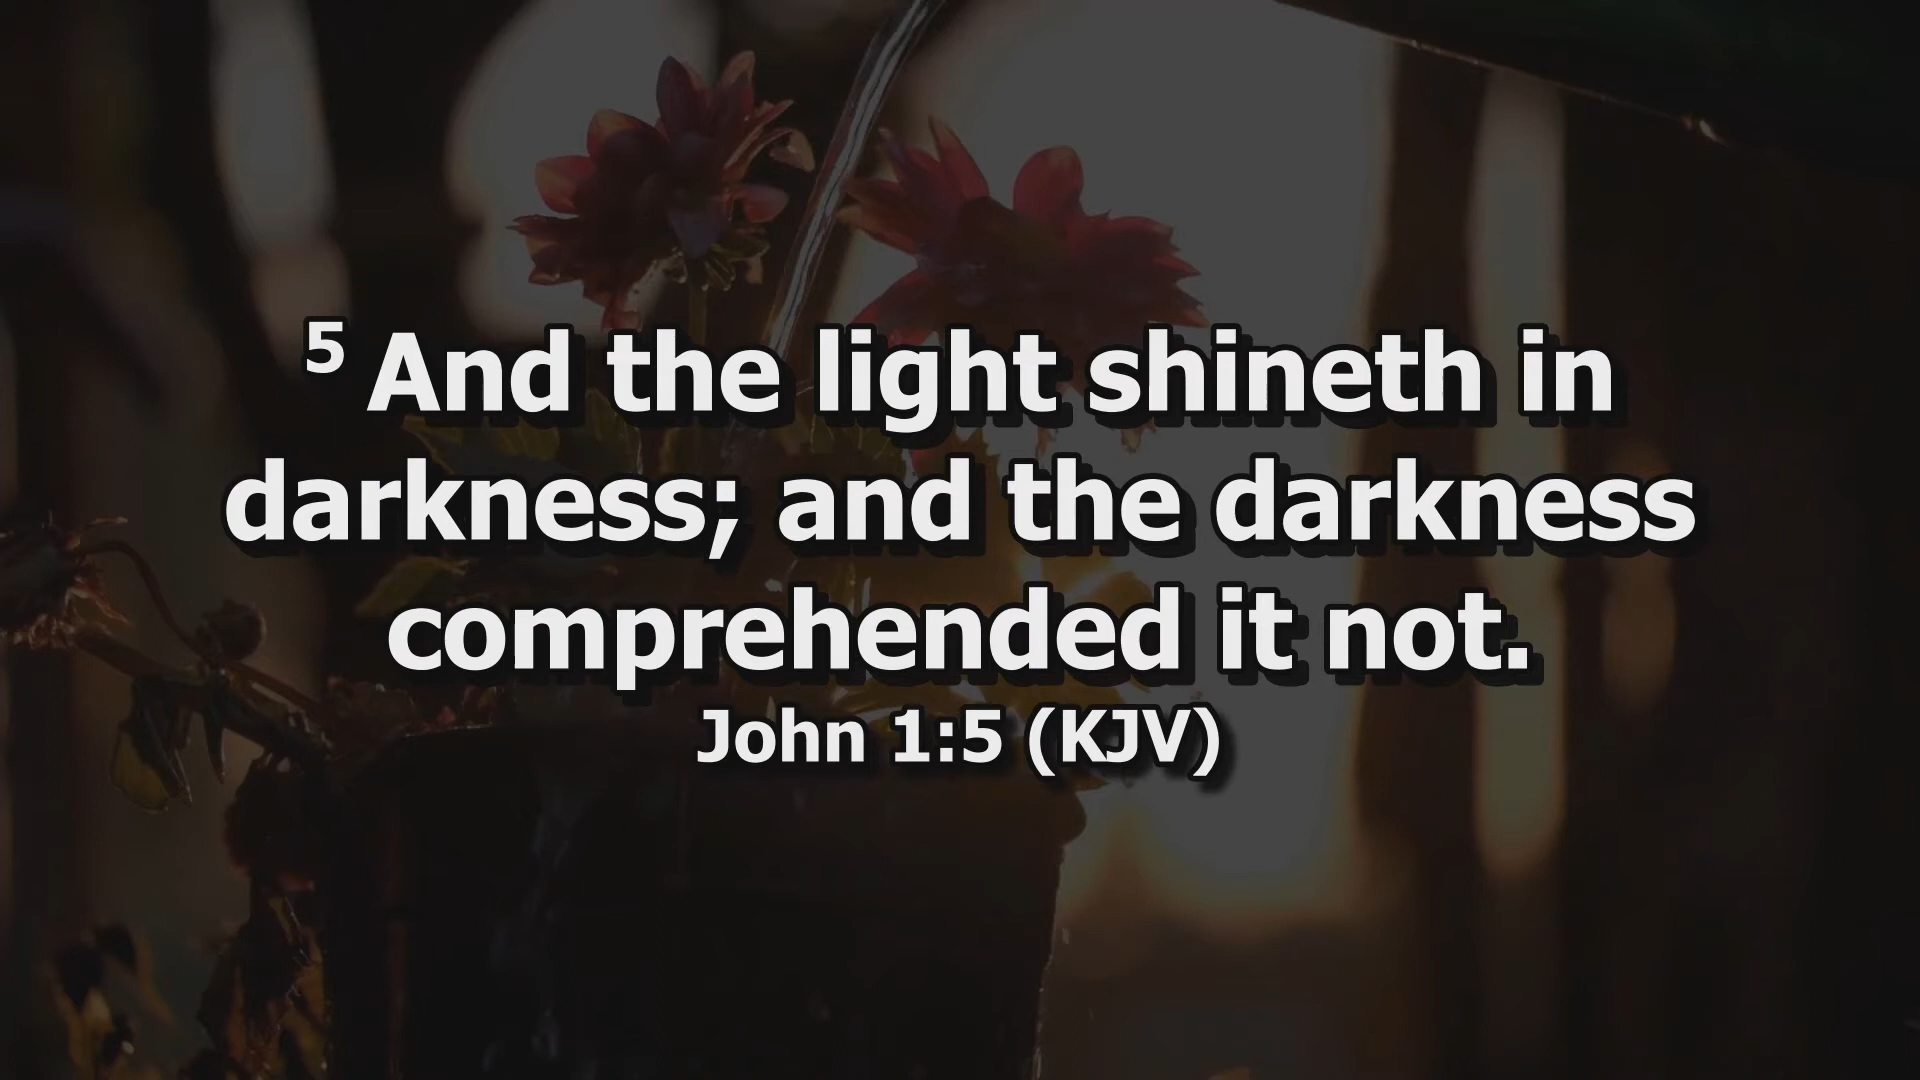 5 And the light shineth in
darkness; and the darkness
comprehended it not.
John 1:5 (KJV)